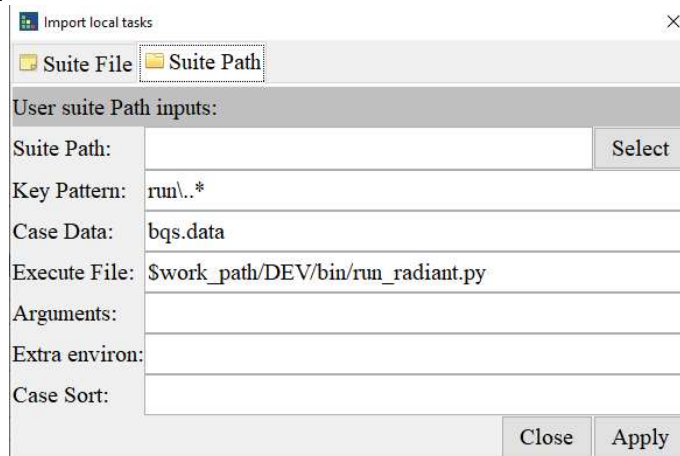 Import local tasks
Suite File Suite Path
User suite Path inputs:
Suite Path: Select
Key Pattern: run\..*
Case Data: bqs.data
Execute File: $work_path/DEV/bin/run_radiant.py
Arguments:
Extra environ:
Case Sort:
Close Apply